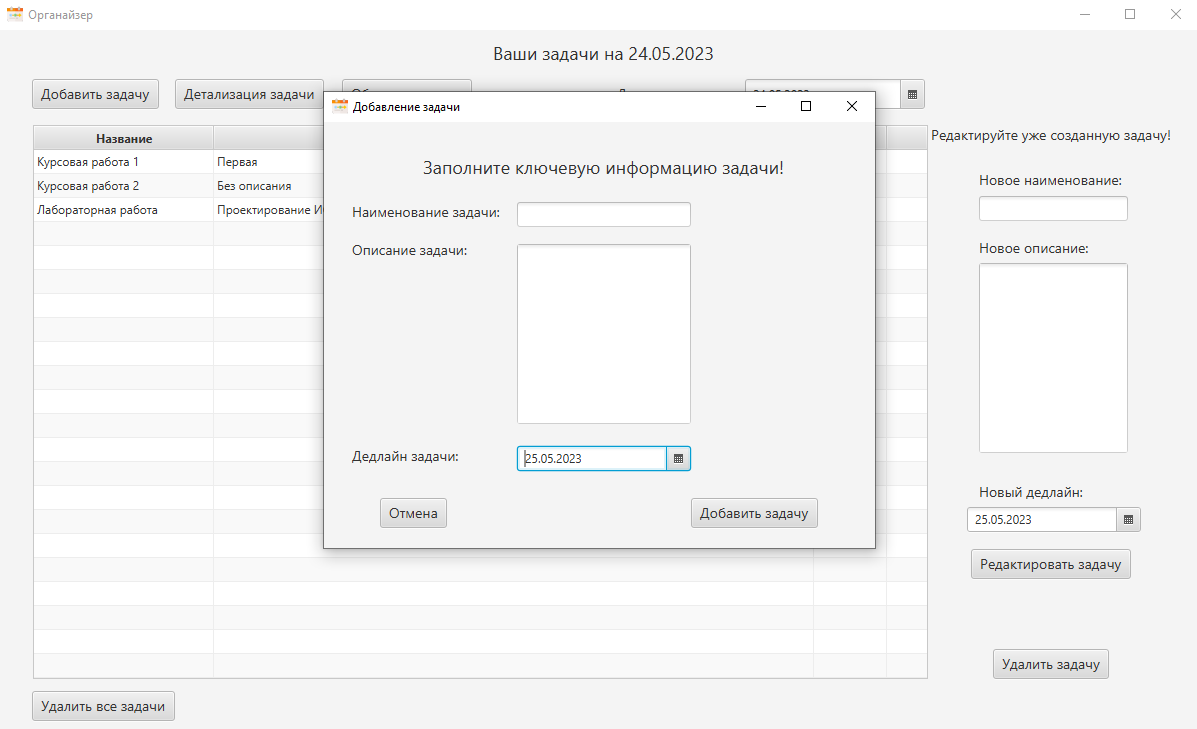 Органайзер
Ваши задачи на 24.05.2023
Добавить задачу
Детализация задачи
Добавление задачи
Название
Редактируйте уже созданную задачу!
Курсовая работа 1
Первая
Заполните ключевую информацию задачи!
Курсовая работа 2
Без описания
Новое наименование:
Лабораторная работа
Проектирование
Наименование задачи:
Описание задачи:
Новое описание:
Дедлайн задачи:
25.05.2023
Новый дедлайн:
25.05.2023
Отмена
Добавить задачу
Редактировать задачу
Удалить задачу
Удалить все задачи